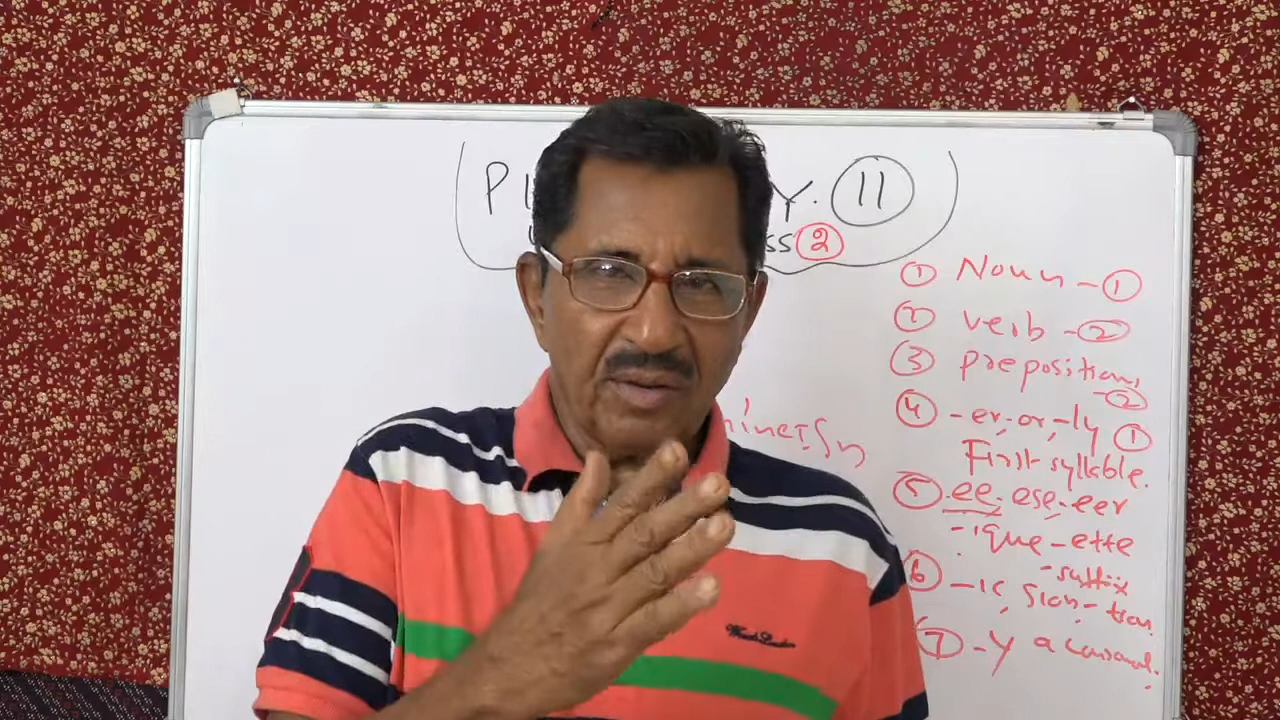 11
2
① Noun - ①
② verb - ②
③ prepositions
- ②
④ -er, or, -ly ①
First syllable.
⑤ -ee, ese, -eer
-ique -ette
- suffix
⑥ -ic, sion - tion
⑦ -y a consonant.